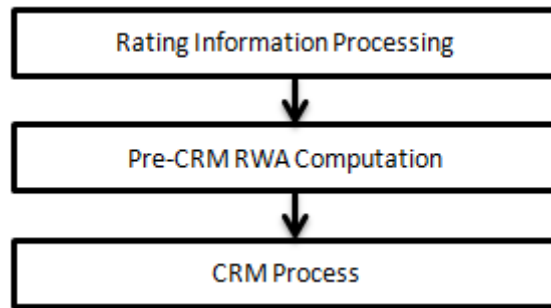 Rating Information Processing
Pre-CRM RWA Computation
CRM Process